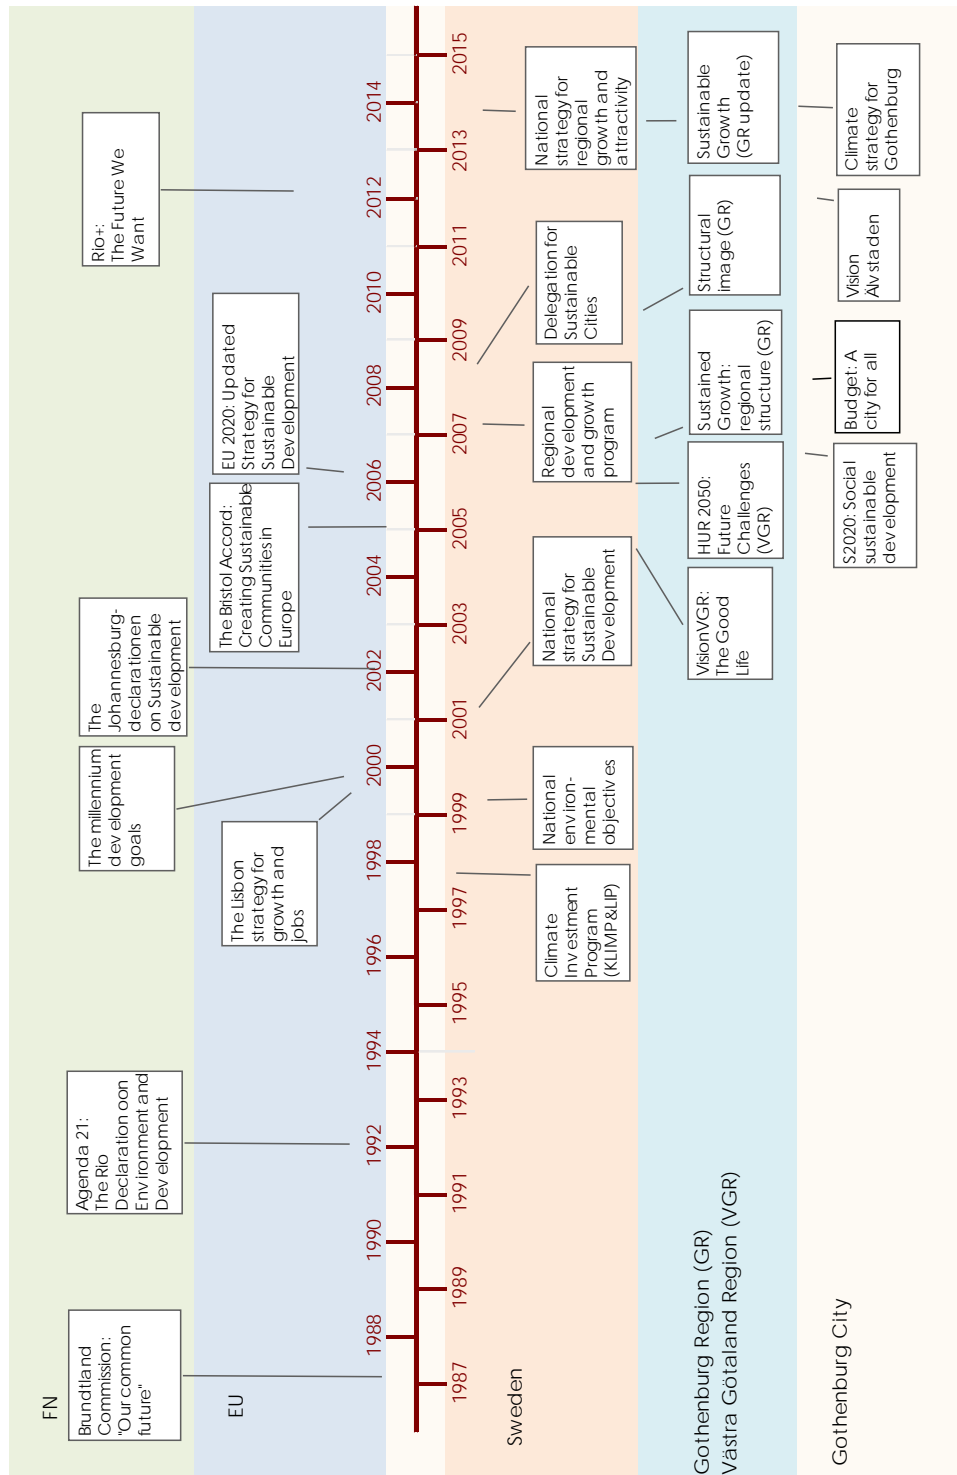 FN
Brundtland
Commission:
"Our common
future"
Agenda 21:
The Rio
Declaration oon
Environment and
Development
The millennium
development
goals
The
Johannesburg-
declarationen
on Sustainable
development
Rio+:
The Future We
Want
EU
The Lisbon
strategy for
growth and
jobs
The Bristol Accord:
Creating Sustainable
Communities in
Europe
EU 2020: Updated
Strategy for
Sustainable
Development
1988
1990
1992
1994
1996
1998
2000
2002
2004
2006
2008
2010
2012
2014
1987
1989
1991
1993
1995
1997
1999
2001
2003
2005
2007
2009
2011
2013
2015
Sweden
Climate
Investment
Program
(KLIMP&LIP)
National
environ-
mental
objectives
National
strategy for
Sustainable
Development
Regional
development
and growth
program
Delegation for
Sustainable
Cities
National
strategy for
regional
growth and
attractivity
Gothenburg Region (GR)
Västra Götaland Region (VGR)
Vision VGR:
The Good
Life
HUR 2050:
Future
Challenges
(VGR)
Sustained
Growth:
regional
structure (GR)
Structural
image (GR)
Sustainable
Growth
(GR update)
Gothenburg City
S2020: Social
sustainable
development
Budget: A
city for all
Vision
Älvstaden
Climate
strategy for
Gothenburg